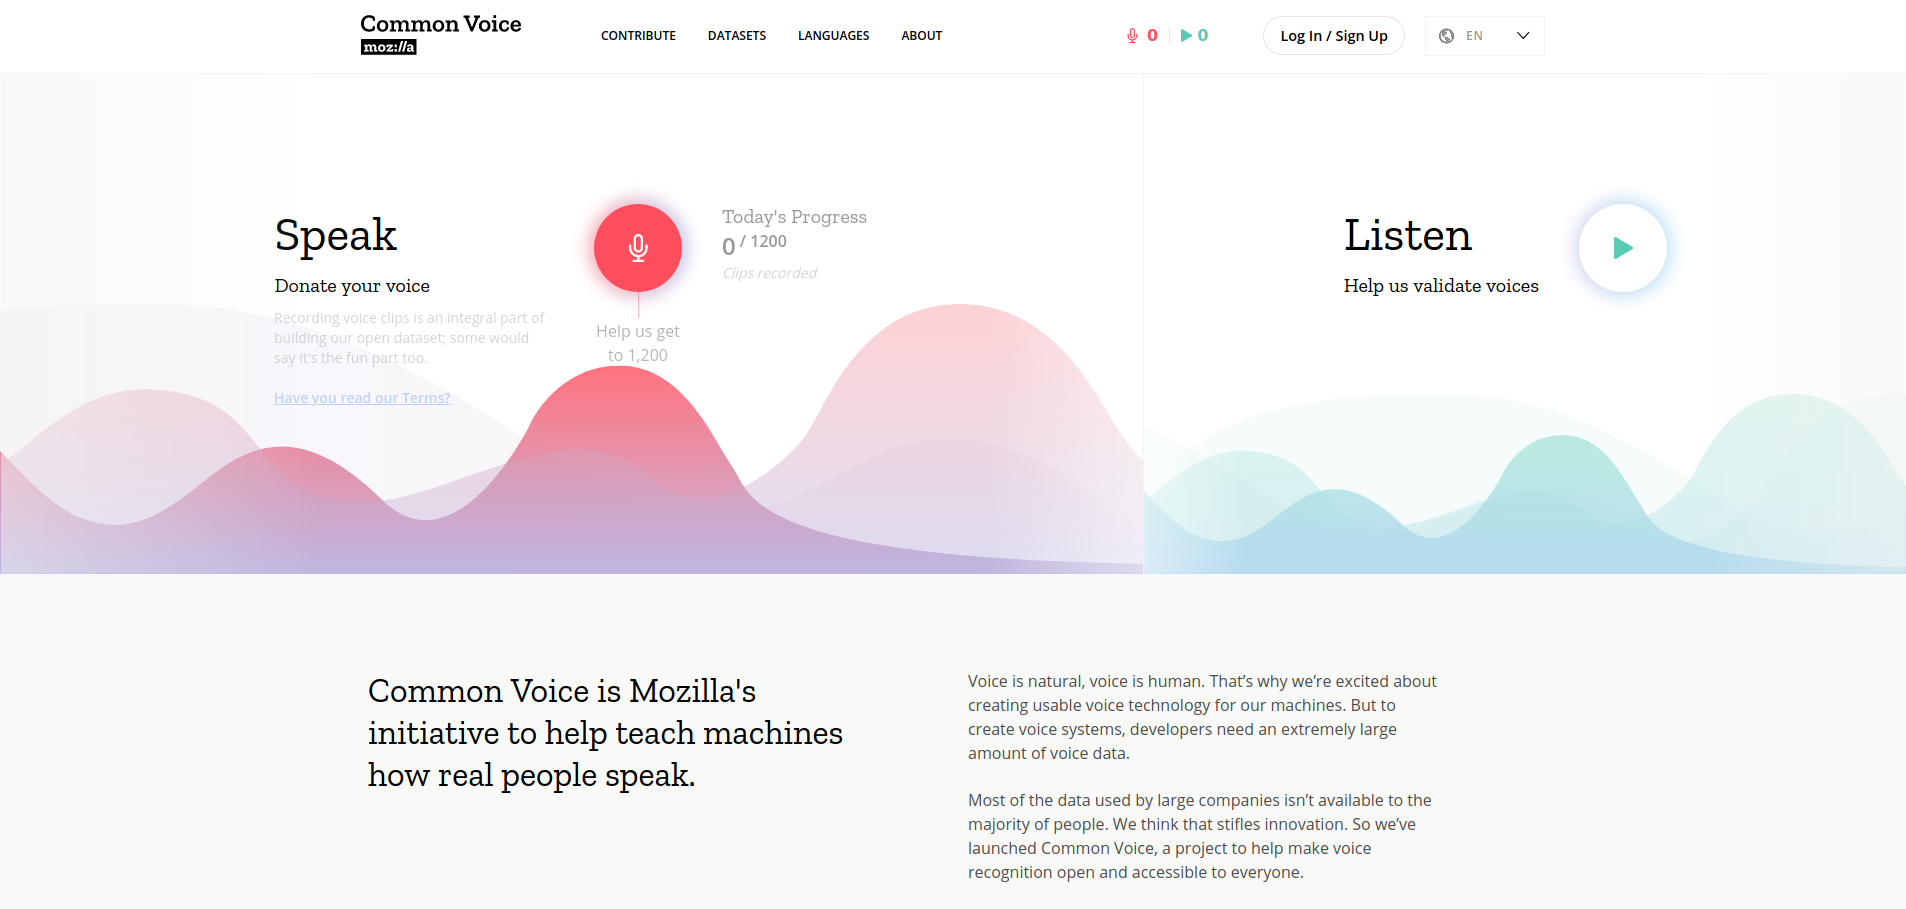 Common Voice
moz://a
CONTRIBUTE
DATASETS
LANGUAGES
ABOUT
0
0
Log In / Sign Up
EN
Speak
Donate your voice
Recording voice clips is an integral part of
building our open dataset; some would
say it's the fun part too.
Have you read our Terms?
Help us get
to 1,200
Today's Progress
0 / 1200
Clips recorded
Listen
Help us validate voices
Common Voice is Mozilla's
initiative to help teach machines
how real people speak.
Voice is natural, voice is human. That’s why we’re excited about
creating usable voice technology for our machines. But to
create voice systems, developers need an extremely large
amount of voice data.
Most of the data used by large companies isn’t available to the
majority of people. We think that stifles innovation. So we’ve
launched Common Voice, a project to help make voice
recognition open and accessible to everyone.